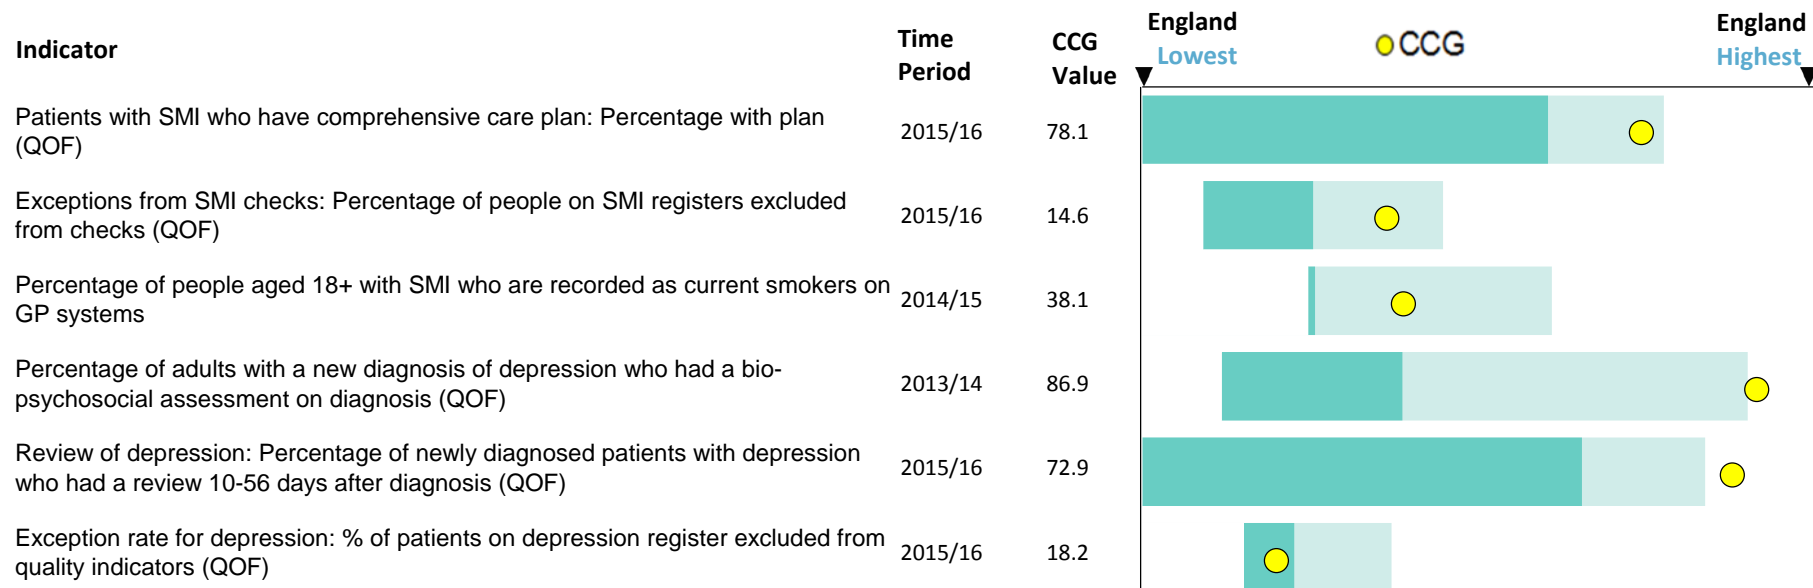 Indicator
Time
Period
CCG
Value
England
Lowest
CCG
England
Highest
Patients with SMI who have comprehensive care plan: Percentage with plan
(QOF)
2015/16
78.1
Exceptions from SMI checks: Percentage of people on SMI registers excluded
from checks (QOF)
2015/16
14.6
Percentage of people aged 18+ with SMI who are recorded as current smokers on
GP systems
2014/15
38.1
Percentage of adults with a new diagnosis of depression who had a bio-
psychosocial assessment on diagnosis (QOF)
2013/14
86.9
Review of depression: Percentage of newly diagnosed patients with depression
who had a review 10-56 days after diagnosis (QOF)
2015/16
72.9
Exception rate for depression: % of patients on depression register excluded from
quality indicators (QOF)
2015/16
18.2